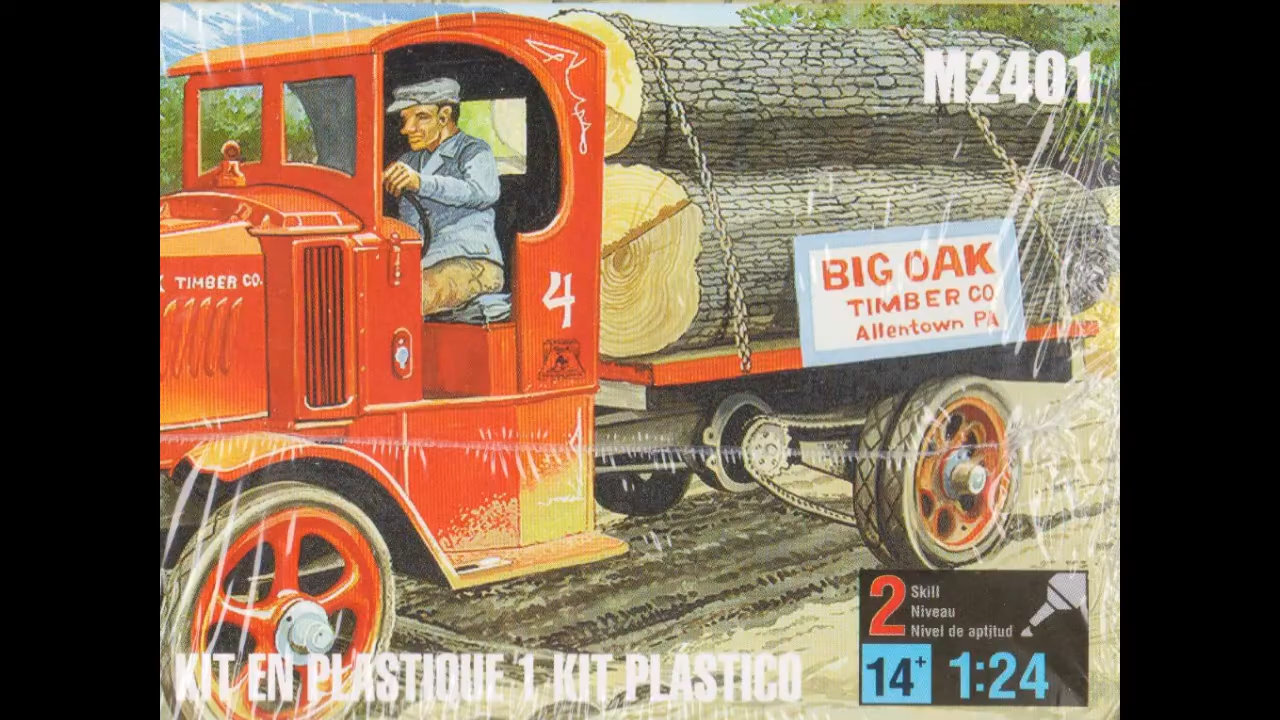 M2401
BIG OAK
TIMBER CO
Allentown PA
TIMBER CO.
4
2 Skill
Niveau
Nivel de aptitud
14+ 1:24
KIT EN PLASTIQUE 1 KIT PLASTICO